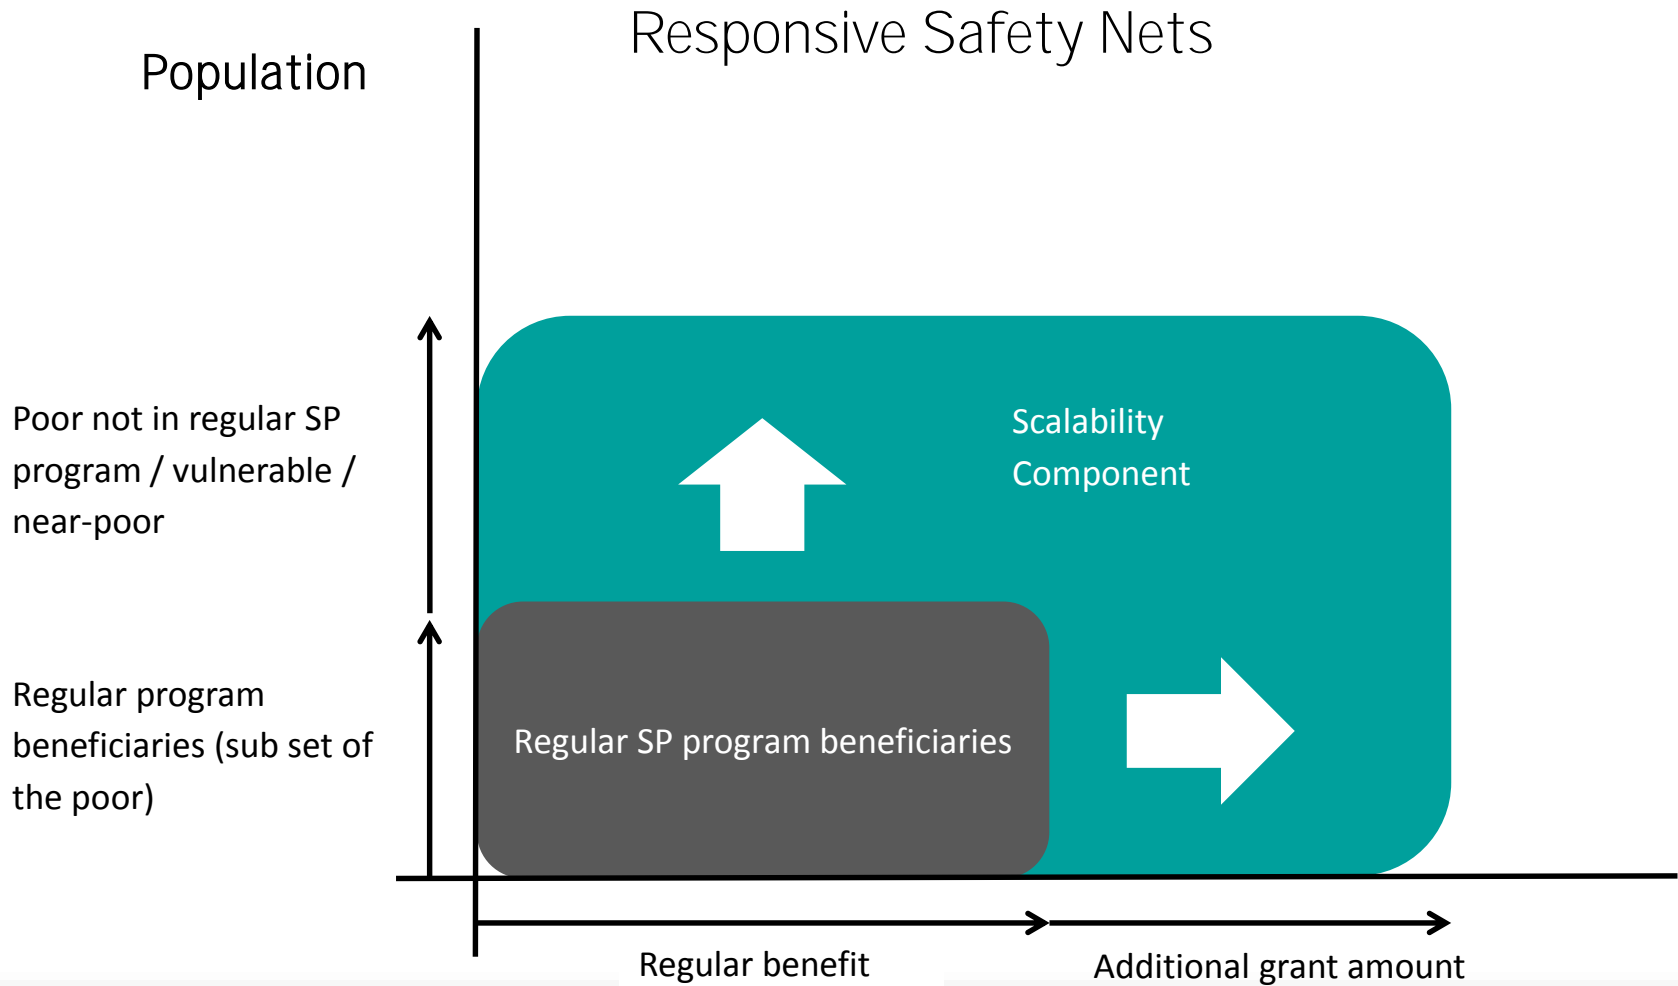 Responsive Safety Nets
Population
Poor not in regular SP
program / vulnerable /
near-poor
Scalability
Component
Regular program
beneficiaries (sub set of
the poor)
Regular SP program beneficiaries
Regular benefit
Additional grant amount